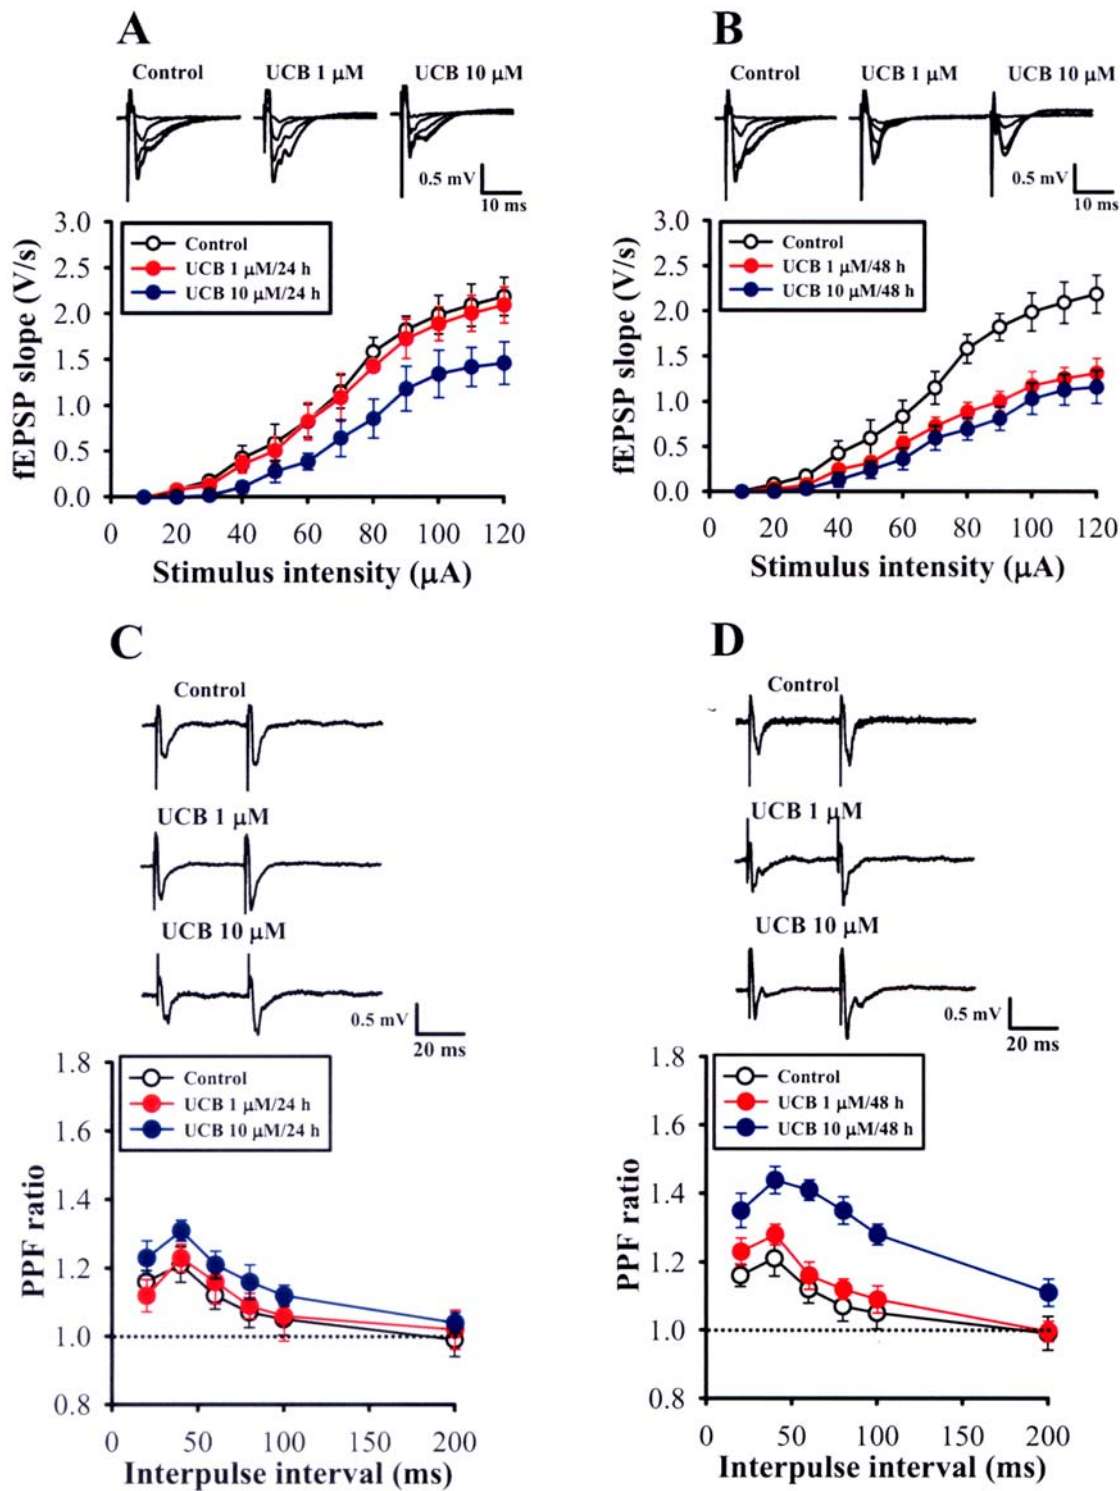 A
Control
UCB 1 μM
UCB 10 μM
0.5 mV
10 ms
fEPSP slope (V/s)
3.0
2.5
2.0
1.5
1.0
0.5
0.0
Control
UCB 1 μM/24 h
UCB 10 μM/24 h
0 20 40 60 80 100 120
Stimulus intensity (μA)
B
Control
UCB 1 μM
UCB 10 μM
0.5 mV
10 ms
fEPSP slope (V/s)
3.0
2.5
2.0
1.5
1.0
0.5
0.0
Control
UCB 1 μM/48 h
UCB 10 μM/48 h
0 20 40 60 80 100 120
Stimulus intensity (μA)
C
Control
UCB 1 μM
UCB 10 μM
0.5 mV
20 ms
PPF ratio
1.8
1.6
1.4
1.2
1.0
0.8
Control
UCB 1 μM/24 h
UCB 10 μM/24 h
0 50 100 150 200
Interpulse interval (ms)
D
Control
UCB 1 μM
UCB 10 μM
0.5 mV
20 ms
PPF ratio
1.8
1.6
1.4
1.2
1.0
0.8
Control
UCB 1 μM/48 h
UCB 10 μM/48 h
0 50 100 150 200
Interpulse interval (ms)